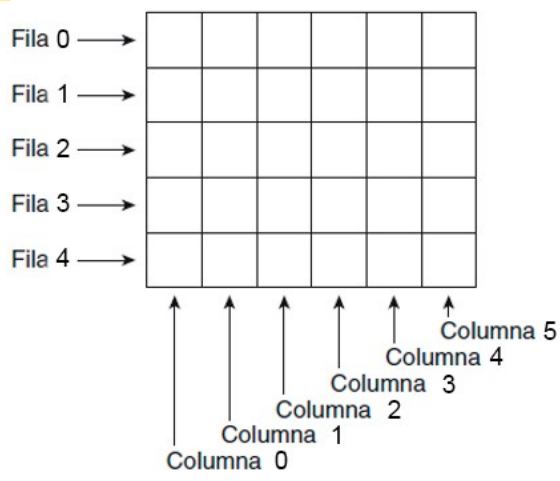 Fila 0
Fila 1
Fila 2
Fila 3
Fila 4
Columna 5
Columna 4
Columna 3
Columna 2
Columna 1
Columna 0